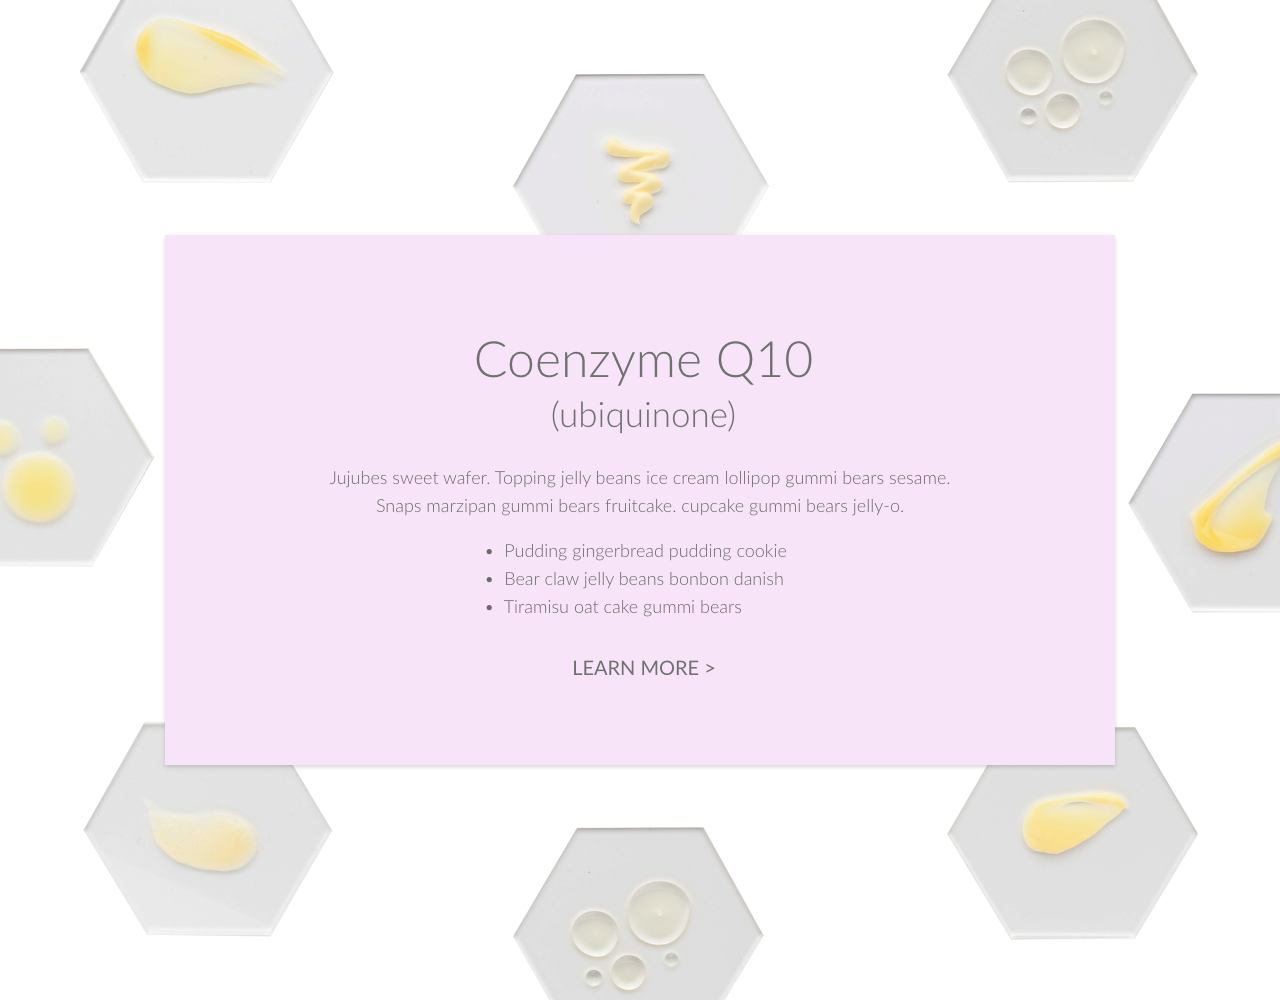 Coenzyme Q10
(ubiquinone)
Jujubes sweet wafer. Topping jelly beans ice cream lollipop gummi bears sesame.
Snaps marzipan gummi bears fruitcake. cupcake gummi bears jelly-o.
• Pudding gingerbread pudding cookie
• Bear claw jelly beans bonbon danish
• Tiramisu oat cake gummi bears
LEARN MORE >